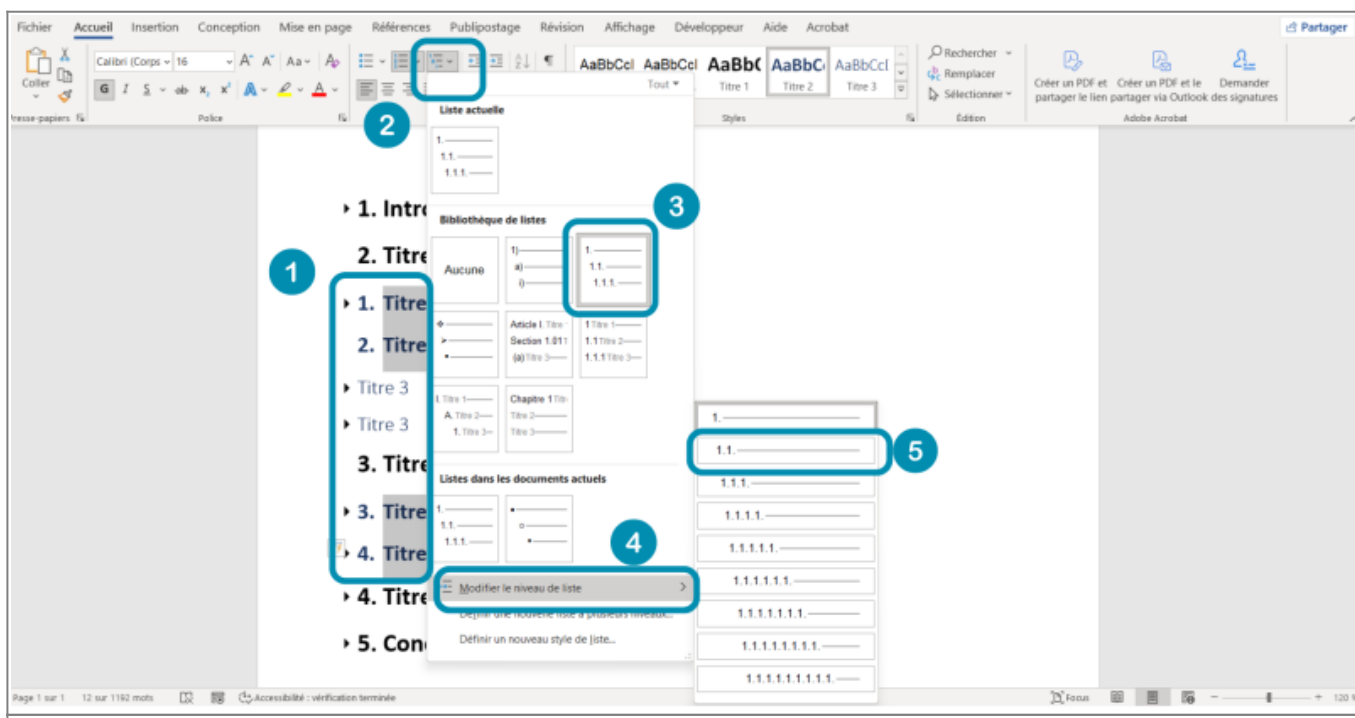 Fichier Accueil Insertion Conception Mise en page Références Publipostage Révision Affichage Développeur Aide Acrobat Partager
Calibri (Corps 16 A A Aa A
Coller
G I S ab x, x² A A
AaBbCcI AaBbCcI AaBb( AaBbC AaBbCcI
Tout
Titre 1 Titre 2 Titre 3
Rechercher
Remplacer
Sélectionner
Créer un PDF et partager le lien
Créer un PDF et le partager via Outlook
Demander des signatures
resse-papiers Police Styles Édition Adobe Acrobat
2
Liste actuelle
1.
1.1.
1.1.1.
3
Bibliothèque de listes
Aucune
1)
a)
i)
1.
1.1.
1.1.1.
Article I. Titre
Section 1.01
(a) Titre 3
1 Titre 1
1.1 Titre 2
1.1.1 Titre 3
I. Titre 1
A. Titre 2
1. Titre 3
Chapitre 1 Titr
Titre 2
Titre 3
Listes dans les documents actuels
1.
1.1.
1.1.1.
4
Modifier le niveau de liste
Définir une nouvelle liste à plusieurs niveaux...
Définir un nouveau style de liste...
1
1. Intro
2. Titre
1. Titre
2. Titre
Titre 3
Titre 3
3. Titre
3. Titre
4. Titre
4. Titre
5. Con
5
1.
1.1.
1.1.1.
1.1.1.1.
1.1.1.1.1.
1.1.1.1.1.1.
1.1.1.1.1.1.1.
1.1.1.1.1.1.1.1.
1.1.1.1.1.1.1.1.1.
Page 1 sur 1 12 sur 1192 mots Accessibilité : vérification terminée Focus 120